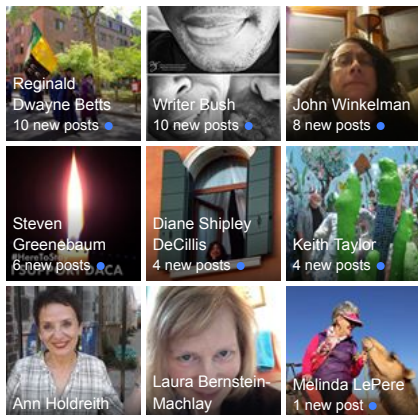 Reginald
Dwayne Betts
10 new posts
Writer Bush
10 new posts
John Winkelman
8 new posts
Steven
Greenebaum
6 new posts
Diane Shipley
DeCillis
4 new posts
Keith Taylor
4 new posts
Ann Holdreith
Laura Bernstein-
Machlay
Melinda LePere
1 new post